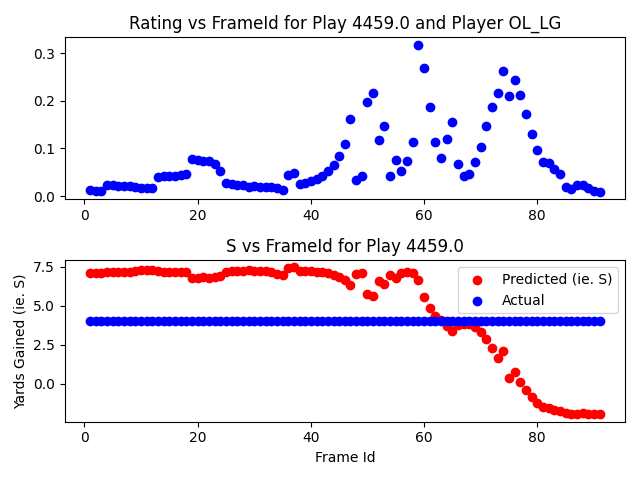 Rating vs FrameId for Play 4459.0 and Player OL_LG
0.3
0.2
0.1
0.0
0 20 40 60 80
S vs FrameId for Play 4459.0
7.5
5.0
2.5
0.0
Yards Gained (ie. S)
Predicted (ie. S)
Actual
0 20 40 60 80
Frame Id